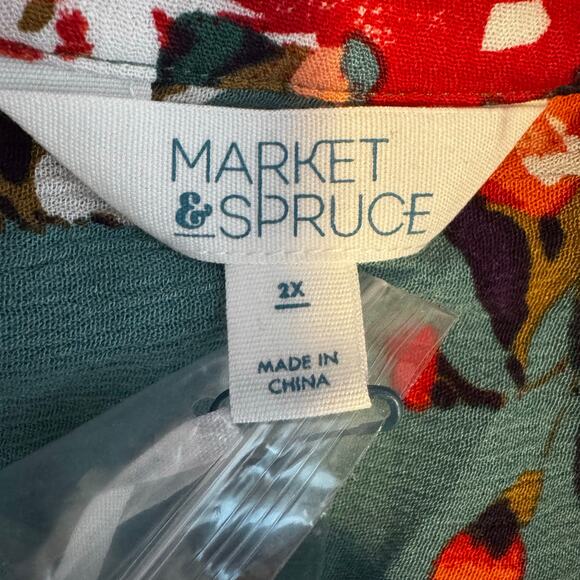 MARKET
& SPRUCE
2X
MADE IN
CHINA